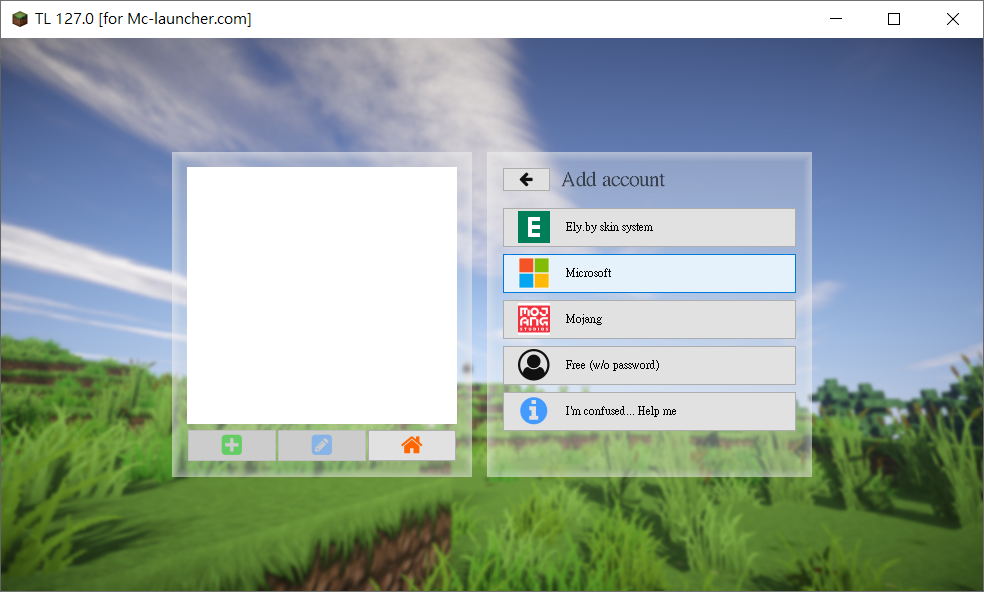 TL 127.0 [for Mc-launcher.com]
Add account
E
Ely.by skin system
Microsoft
MOJANG STUDIOS
Mojang
Free (w/o password)
I'm confused... Help me